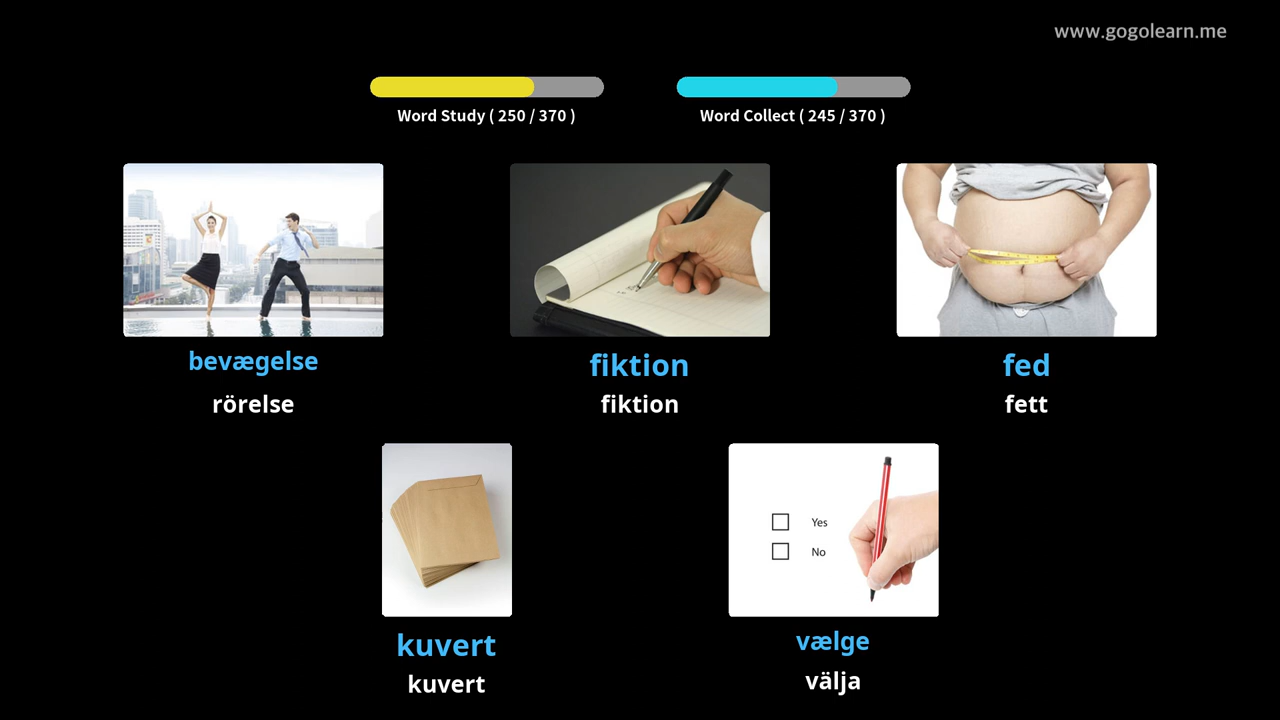 www.gogolearn.me
Word Study ( 250 / 370 )
Word Collect ( 245 / 370 )
bevægelse
rörelse
fiktion
fiktion
fed
fett
Yes
No
kuvert
kuvert
vælge
välja